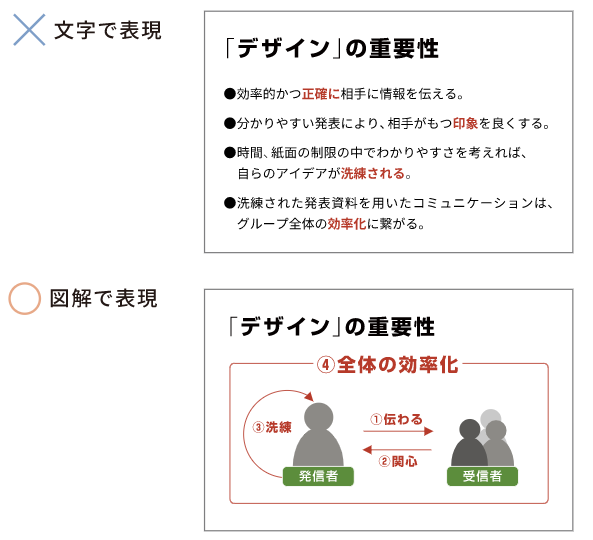 文字で表現
「デザイン」の重要性
●効率的かつ正確に相手に情報を伝える。
●分かりやすい発表により、相手がもつ印象を良くする。
●時間、紙面の制限の中でわかりやすさを考えれば、
自らのアイデアが洗練される。
●洗練された発表資料を用いたコミュニケーションは、
グループ全体の効率化に繋がる。
図解で表現
「デザイン」の重要性
④全体の効率化
③洗練
①伝わる
②関心
発信者
受信者